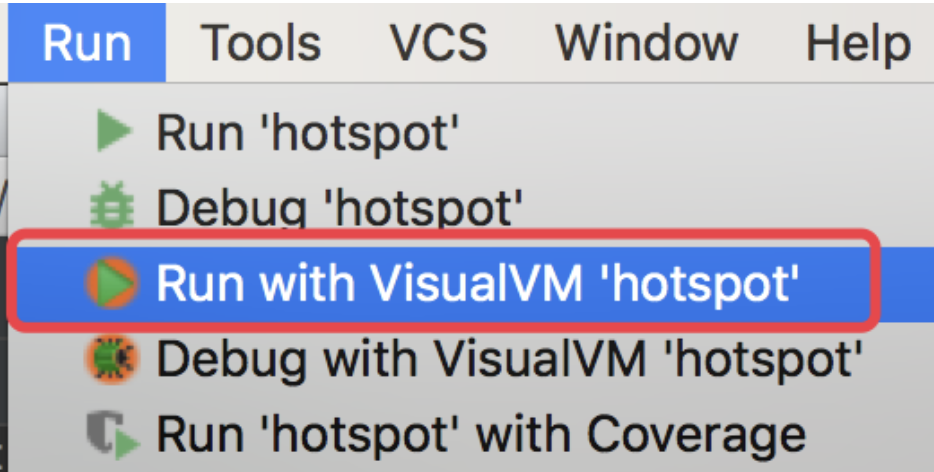 Run Tools VCS Window Help
Run 'hotspot'
Debug 'hotspot'
Run with VisualVM 'hotspot'
Debug with VisualVM 'hotspot'
Run 'hotspot' with Coverage